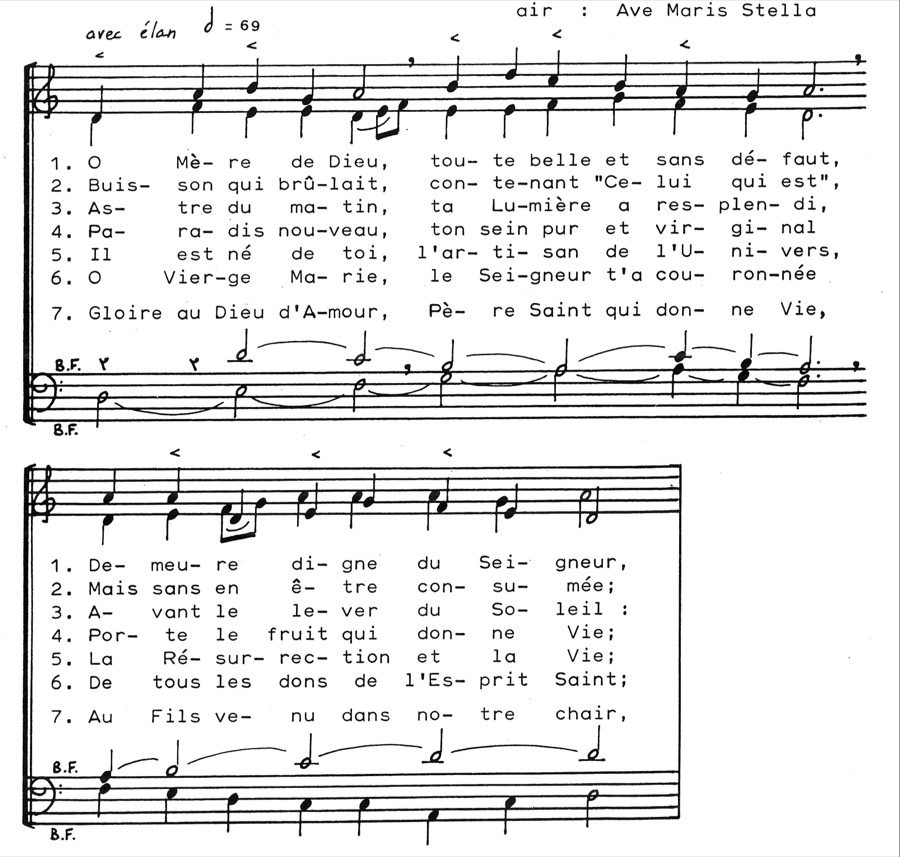 air : Ave Maris Stella
avec élan = 69
1. O Mè- re de Dieu, tou- te belle et sans dé- faut,
2. Buis- son qui brû-lait, con- te-nant "Ce- lui qui est",
3. As- tre du ma- tin, ta Lu-mière a res- plen- di,
4. Pa- ra- dis nou-veau, ton sein pur et vir- gi- nal
5. Il est né de toi, l'ar- ti- san de l'U- ni- vers,
6. O Vier-ge Ma- rie, le Sei-gneur t'a cou- ron-née
7. Gloire au Dieu d'A-mour, Pè- re Saint qui don- ne Vie,
B.F.
B.F.
1. De- meu- re di- gne du Sei- gneur,
2. Mais sans en ê- tre con- su- mée;
3. A- vant le le- ver du So- leil :
4. Por- te le fruit qui don- ne Vie;
5. La Ré- sur- rec- tion et la Vie;
6. De tous les dons de l'Es- prit Saint;
7. Au Fils ve- nu dans no- tre chair,
B.F.
B.F.